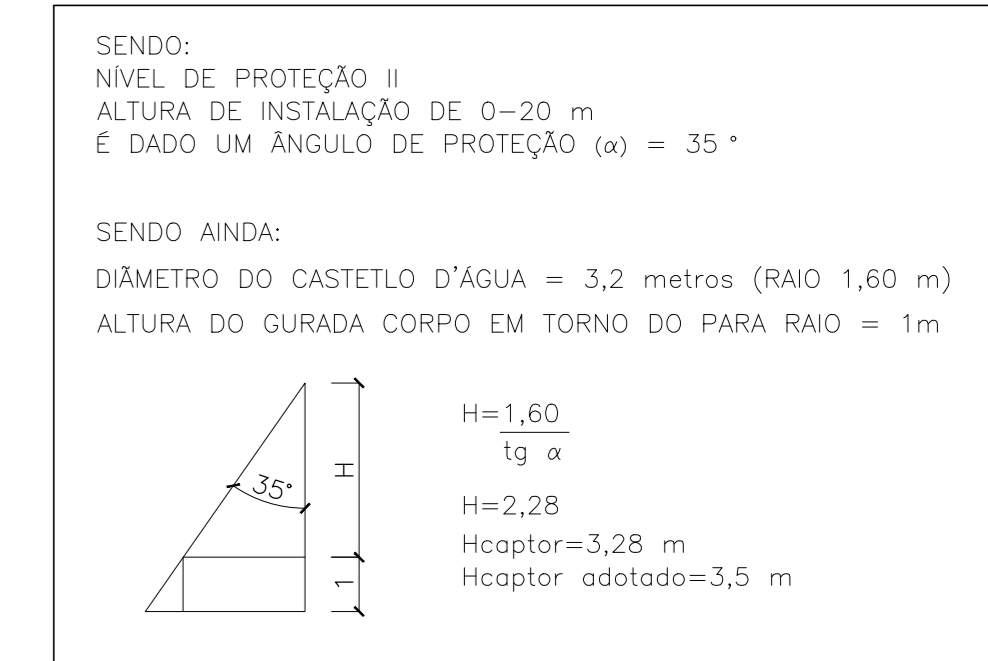 SENDO:
NÍVEL DE PROTEÇÃO II
ALTURA DE INSTALAÇÃO DE 0-20 m
É DADO UM ÂNGULO DE PROTEÇÃO (α) = 35 °
SENDO AINDA:
DIÃMETRO DO CASTETLO D'ÁGUA = 3,2 metros (RAIO 1,60 m)
ALTURA DO GURADA CORPO EM TORNO DO PARA RAIO = 1m
35°
H
1
H=1,60
tg α
H=2,28
Hcaptor=3,28 m
Hcaptor adotado=3,5 m